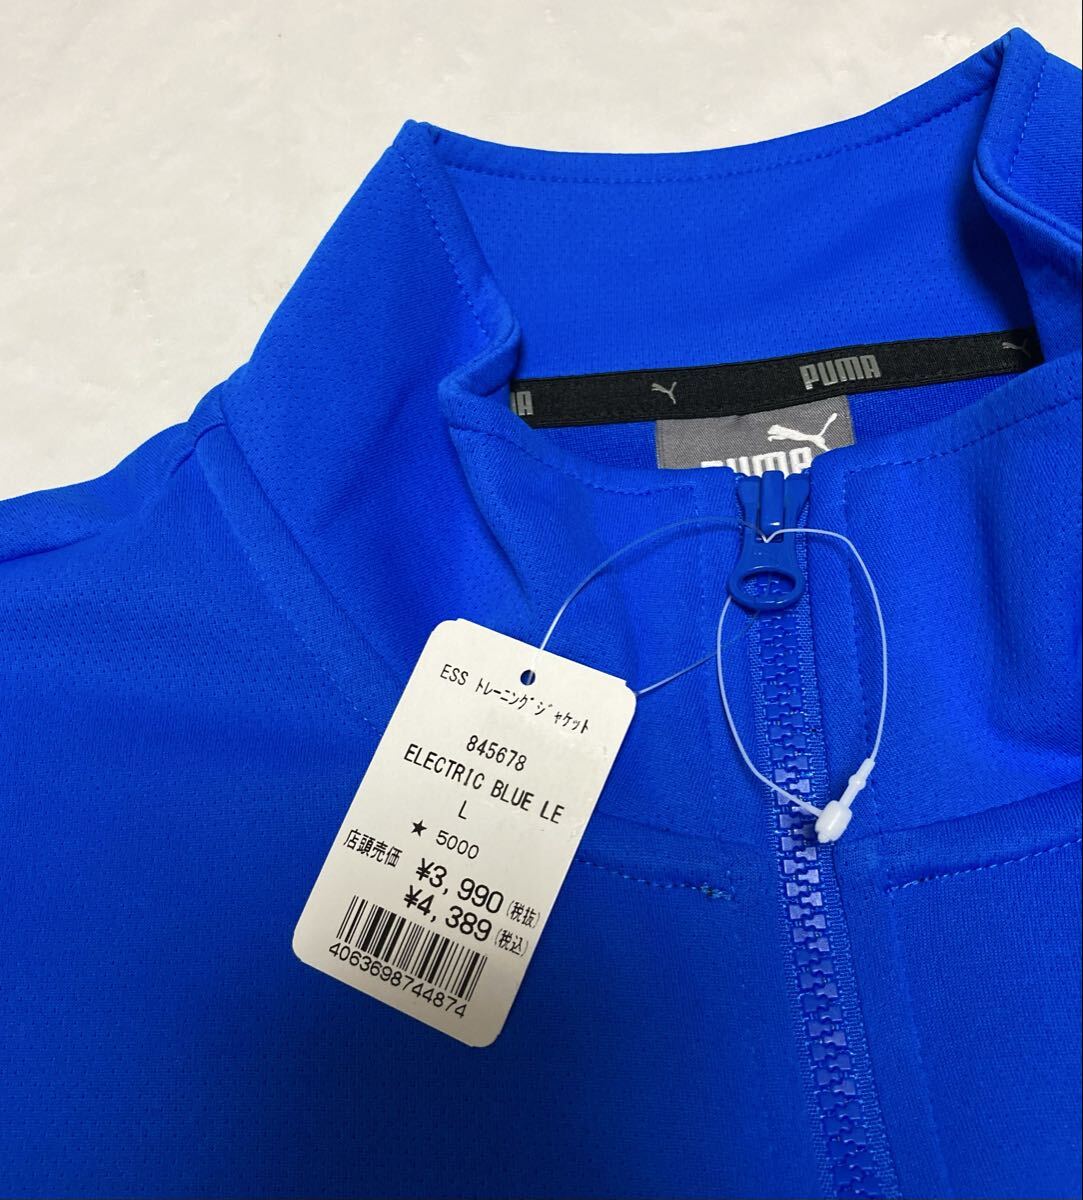 PUMA
PUMA
ESS トレーニングジャケット
845678
ELECTRIC BLUE LE
L
★ 5000
店頭売価 ¥3,990(税抜)
¥4,389(税込)
4063698744874